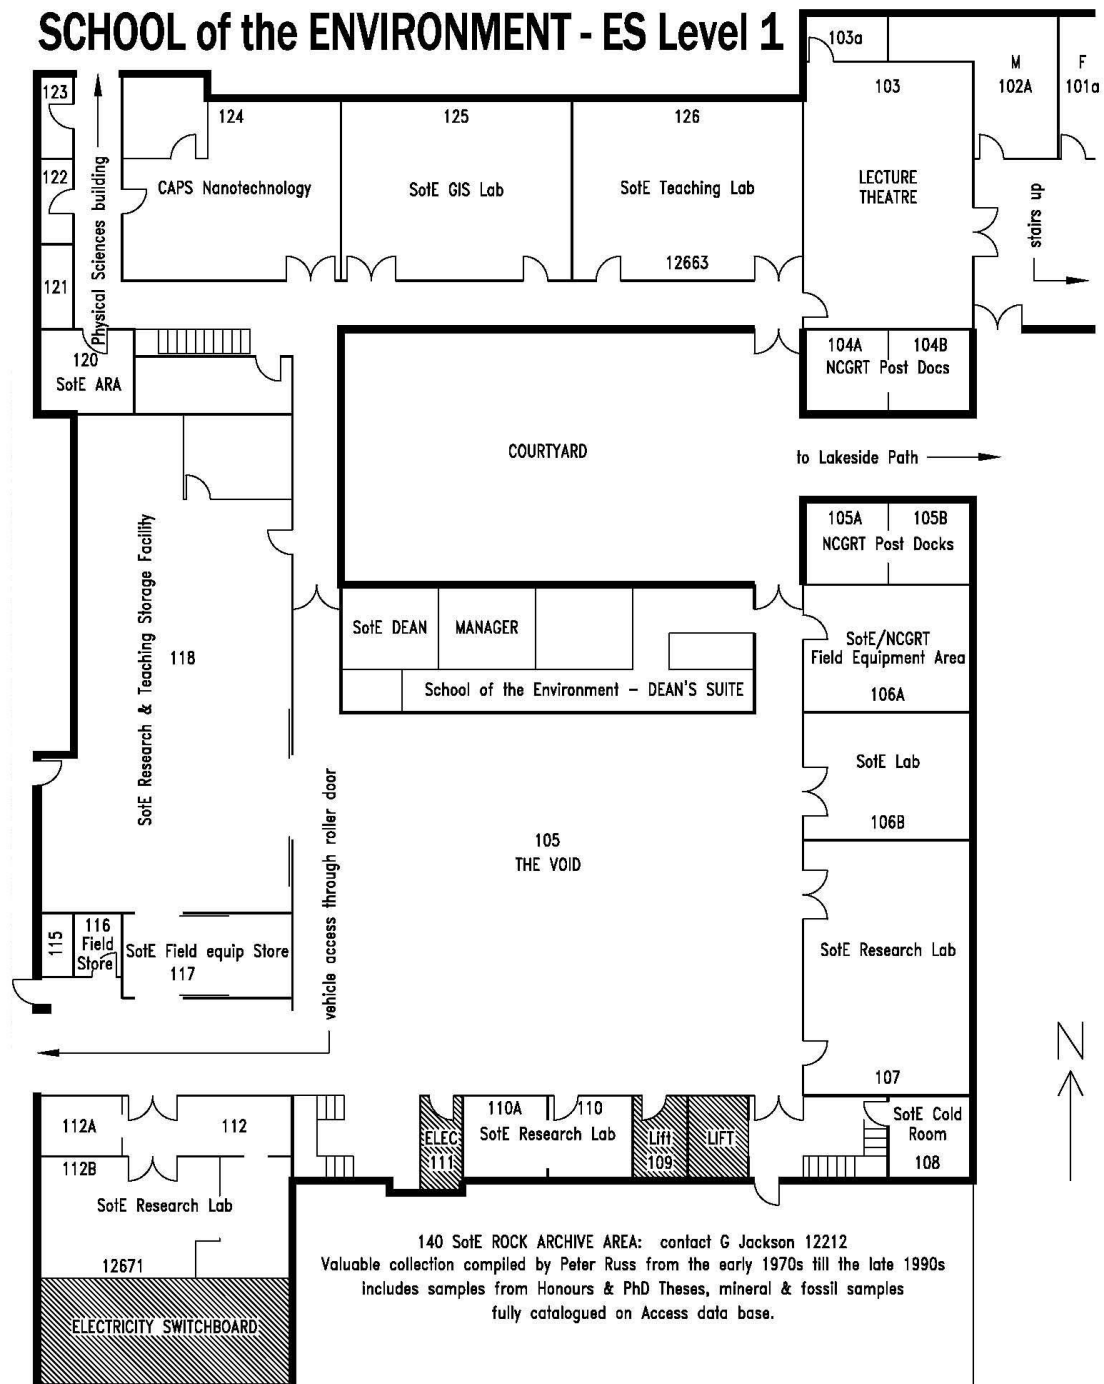 SCHOOL of the ENVIRONMENT - ES Level 1
103a
103
M
102A
F
101a
123
124
125
126
122
CAPS Nanotechnology
SotE GIS Lab
SotE Teaching Lab
LECTURE
THEATRE
Physical Sciences building
stairs up
121
12663
120
SotE ARA
104A
104B
NCGRT Post Docs
COURTYARD
to Lakeside Path
105A
105B
NCGRT Post Docks
SotE Research & Teaching Storage Facility
118
SotE DEAN
MANAGER
School of the Environment - DEAN'S SUITE
SotE/NCGRT
Field Equipment Area
106A
SotE Lab
106B
105
THE VOID
vehicle access through roller door
115
116
Field
Store
SotE Field equip Store
117
SotE Research Lab
107
N
112A
112
112B
SotE Research Lab
12671
ELECTRICITY SWITCHBOARD
ELEC
111
110A
110
SotE Research Lab
Lift
109
LIFT
SotE Cold
Room
108
140 SotE ROCK ARCHIVE AREA: contact G Jackson 12212
Valuable collection compiled by Peter Russ from the early 1970s till the late 1990s
includes samples from Honours & PhD Theses, mineral & fossil samples
fully catalogued on Access data base.